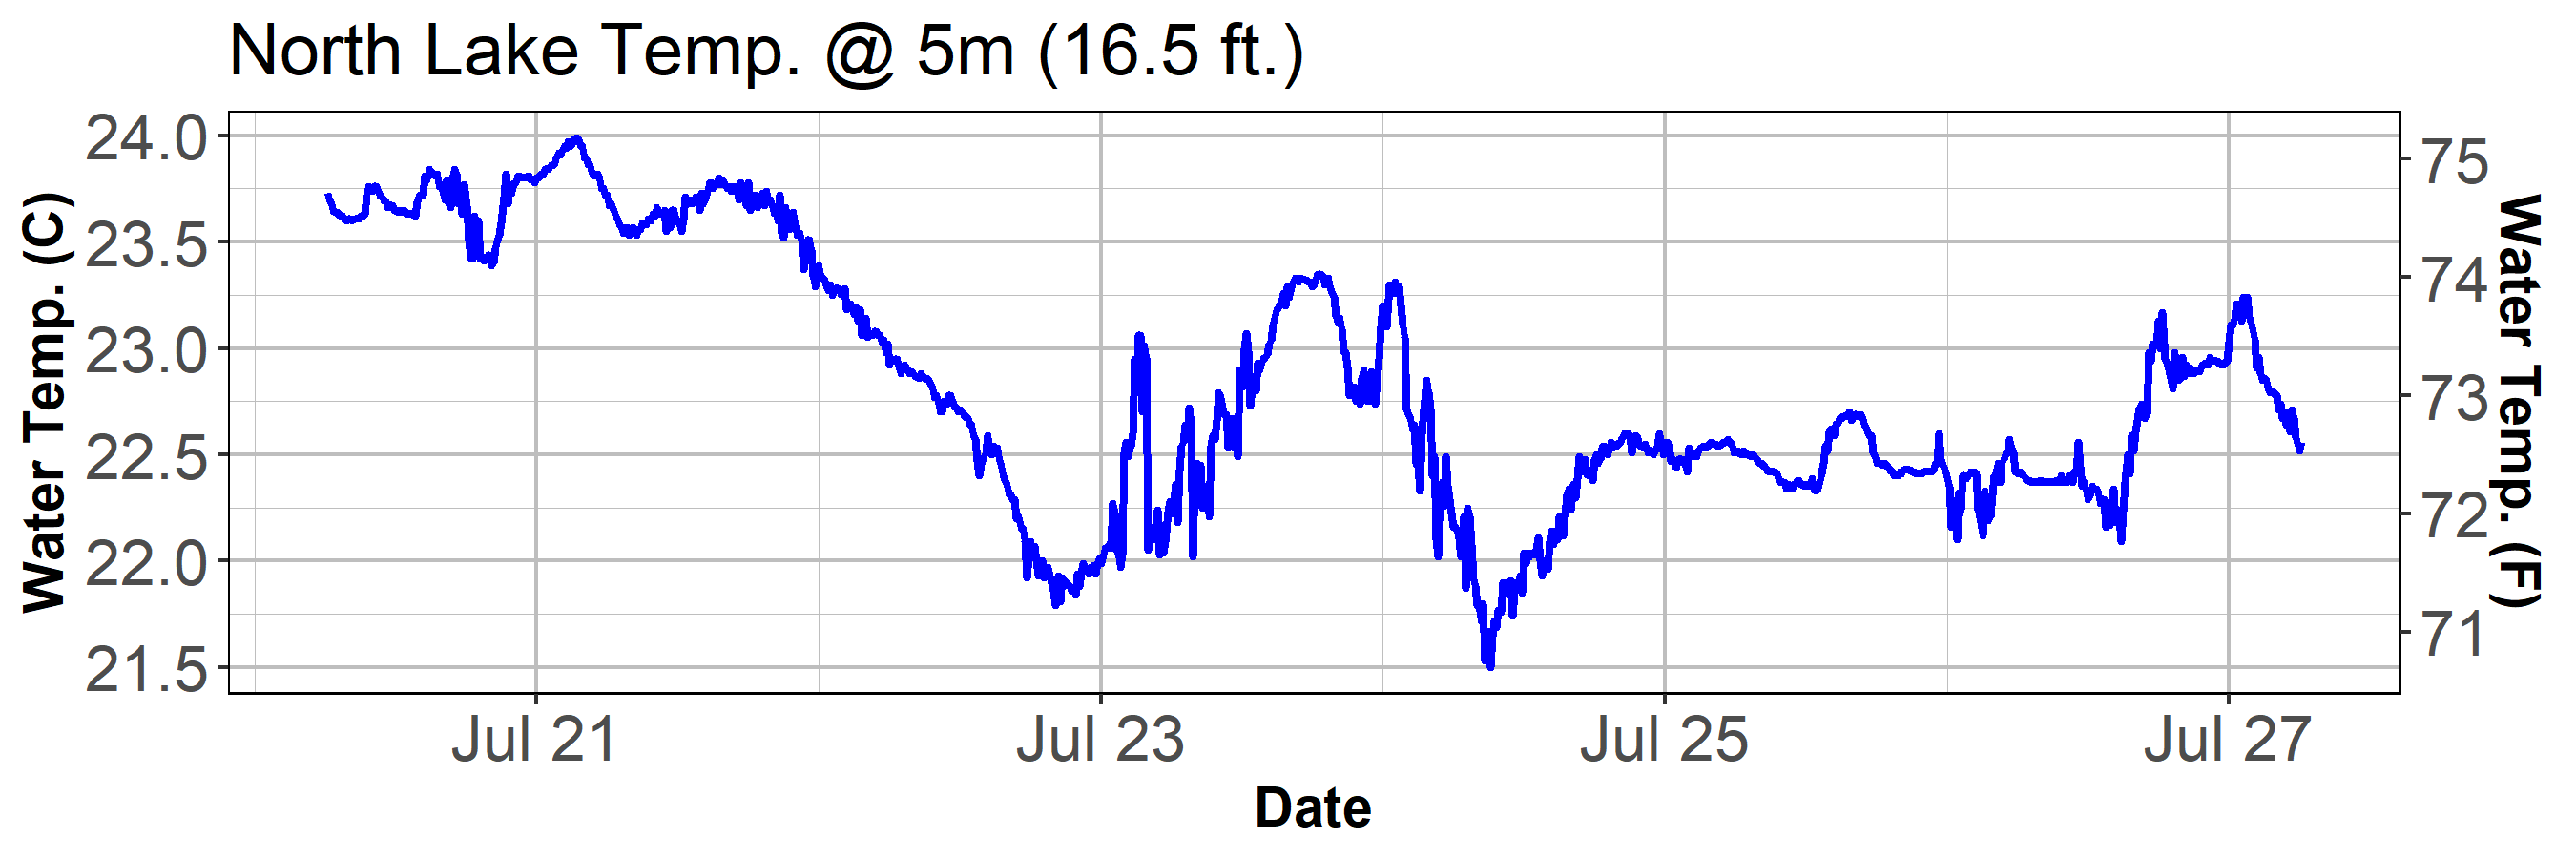 North Lake Temp. @ 5m (16.5 ft.)
Water Temp. (C)
24.0
23.5
23.0
22.5
22.0
21.5
75
74
73
72
71
Water Temp. (F)
Jul 21
Jul 23
Jul 25
Jul 27
Date